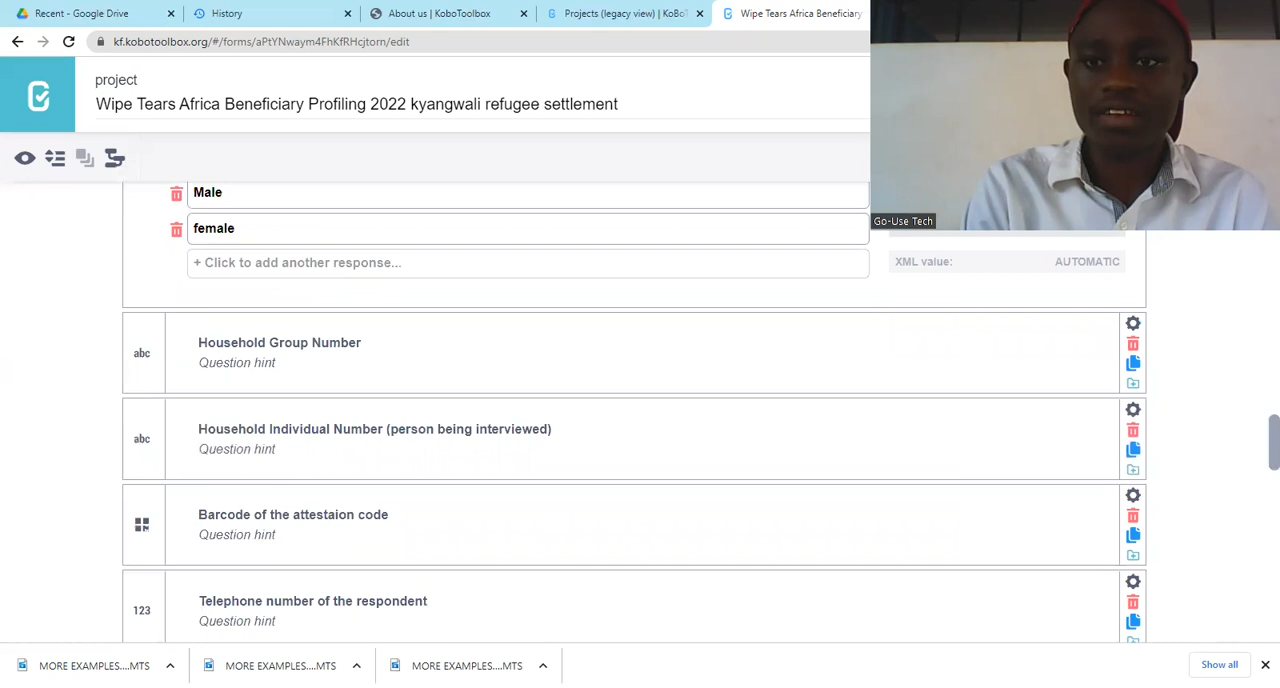 Recent - Google Drive
History
About us | KoboToolbox
Projects (legacy view) | KoBoT
Wipe Tears Africa Beneficiary
kf.kobotoolbox.org/#/forms/aPtYNwaym4FhKfRHcjtorn/edit
project
Wipe Tears Africa Beneficiary Profiling 2022 kyangwali refugee settlement
Go-Use Tech
Male
female
+ Click to add another response...
XML value: AUTOMATIC
abc
Household Group Number
Question hint
abc
Household Individual Number (person being interviewed)
Question hint
Barcode of the attestaion code
Question hint
123
Telephone number of the respondent
Question hint
MORE EXAMPLES....MTS
MORE EXAMPLES....MTS
MORE EXAMPLES....MTS
Show all